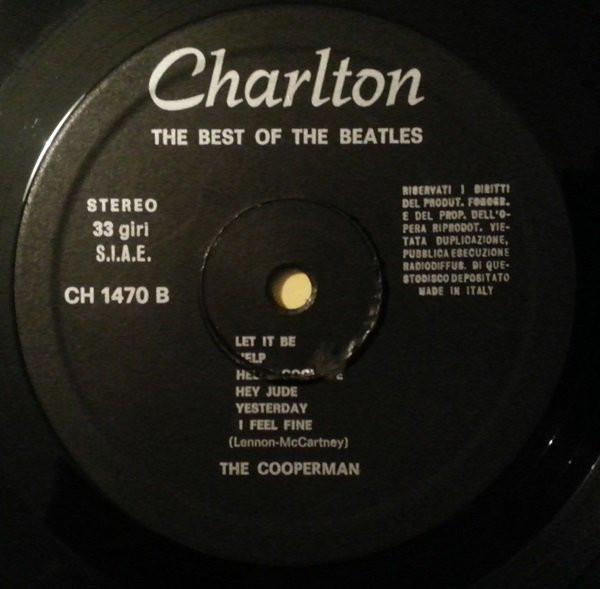 Charlton
THE BEST OF THE BEATLES
STEREO
33 giri
S.I.A.E.
CH 1470 B
RISERVATI I DIRITTI
DEL PRODUT. FONOGR.
E DEL PROP. DELL'O-
PERA RIPRODOT. VIE-
TATA DUPLICAZIONE,
PUBBLICA ESECUZIONE
RADIODIFFUS. DI QUE-
STO DISCO DEPOSITATO
MADE IN ITALY
LET IT BE
HELP
HEY JUDE
YESTERDAY
I FEEL FINE
(Lennon-McCartney)
THE COOPERMAN